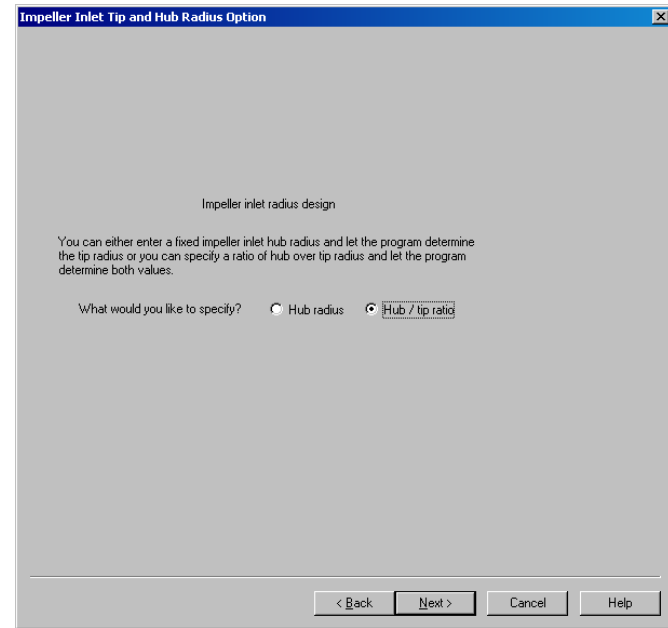 Impeller Inlet Tip and Hub Radius Option
Impeller inlet radius design
You can either enter a fixed impeller inlet hub radius and let the program determine
the tip radius or you can specify a ratio of hub over tip radius and let the program
determine both values.
What would you like to specify? Hub radius Hub / tip ratio
< Back Next > Cancel Help